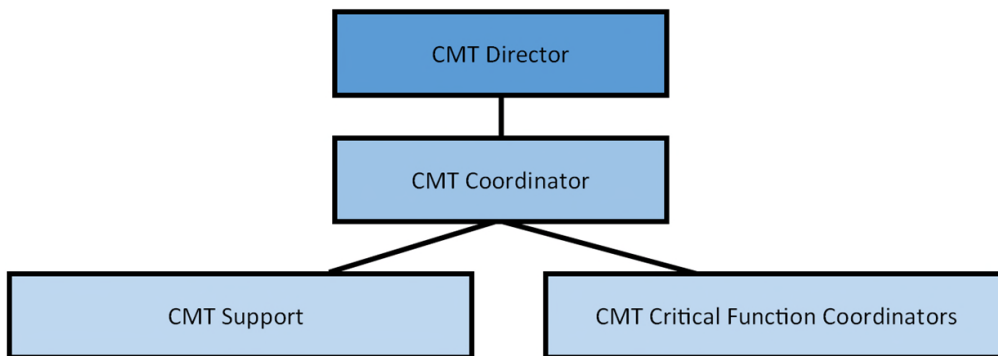 CMT Director
CMT Coordinator
CMT Support
CMT Critical Function Coordinators